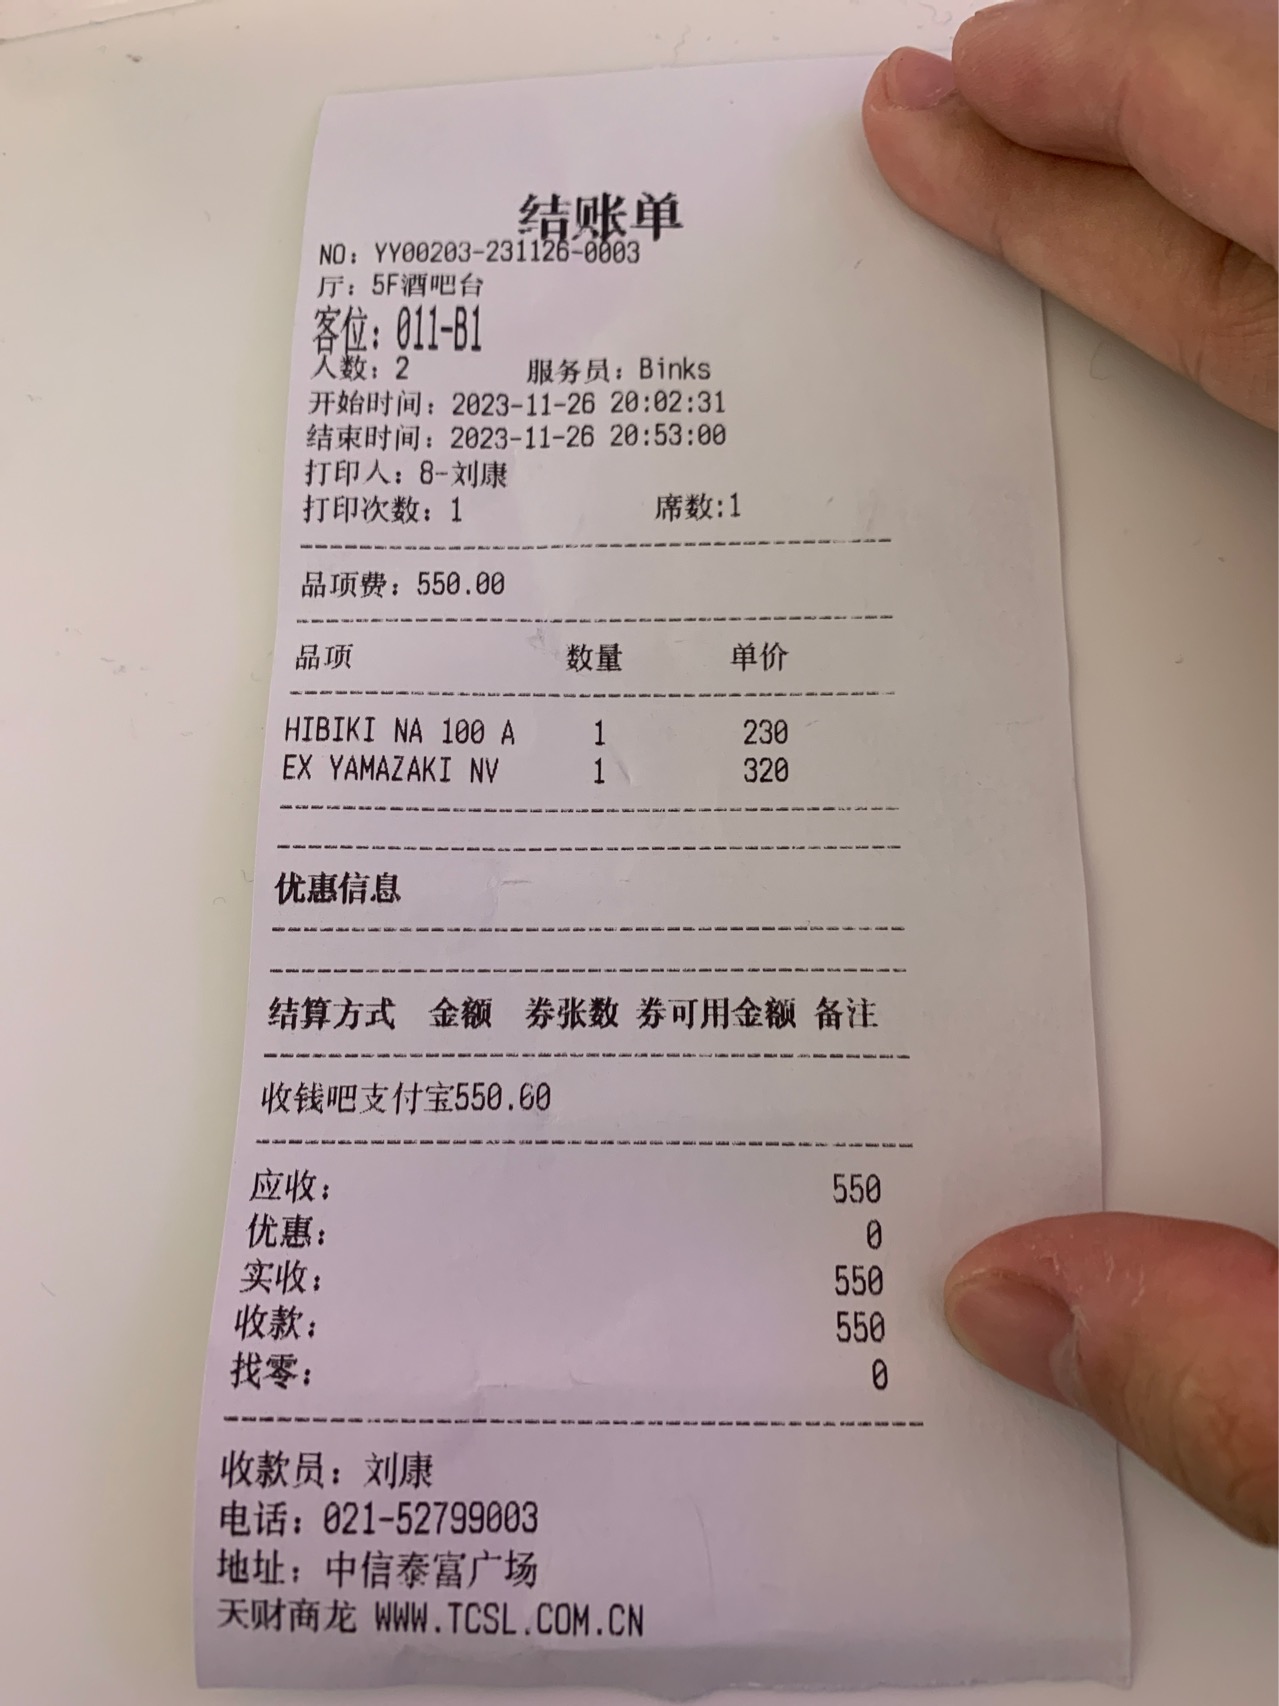 结账单
NO: YY00203-231126-0003
厅: 5F酒吧台
客位: 011-B1
人数: 2 服务员: Binks
开始时间: 2023-11-26 20:02:31
结束时间: 2023-11-26 20:53:00
打印人: 8-刘康
打印次数: 1 席数:1
品项费: 550.00
品项 数量 单价
HIBIKI NA 100 A 1 230
EX YAMAZAKI NV 1 320
优惠信息
结算方式 金额 券张数 券可用金额 备注
收钱吧支付宝550.00
应收: 550
优惠: 0
实收: 550
收款: 550
找零: 0
收款员: 刘康
电话: 021-52799003
地址: 中信泰富广场
天财商龙 WWW.TCSL.COM.CN